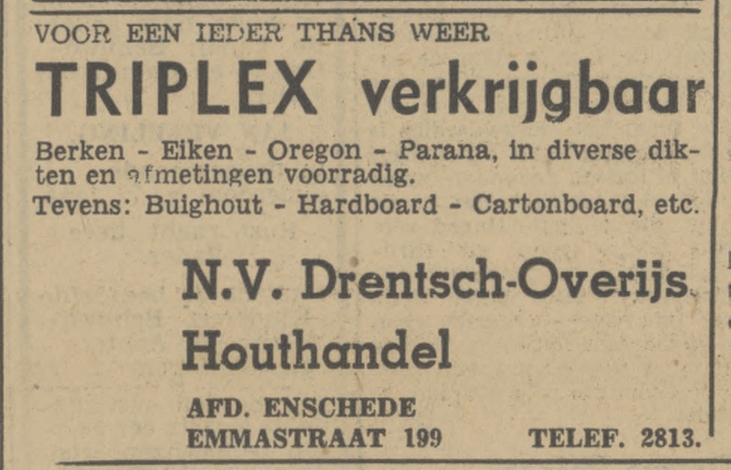 VOOR EEN IEDER THANS WEER
TRIPLEX verkrijgbaar
Berken - Eiken - Oregon - Parana, in diverse dik-
ten en afmetingen voorradig.
Tevens: Buighout - Hardboard - Cartonboard, etc.
N.V. Drentsch-Overijs.
Houthandel
AFD. ENSCHEDE
EMMASTRAAT 199 TELEF. 2813.